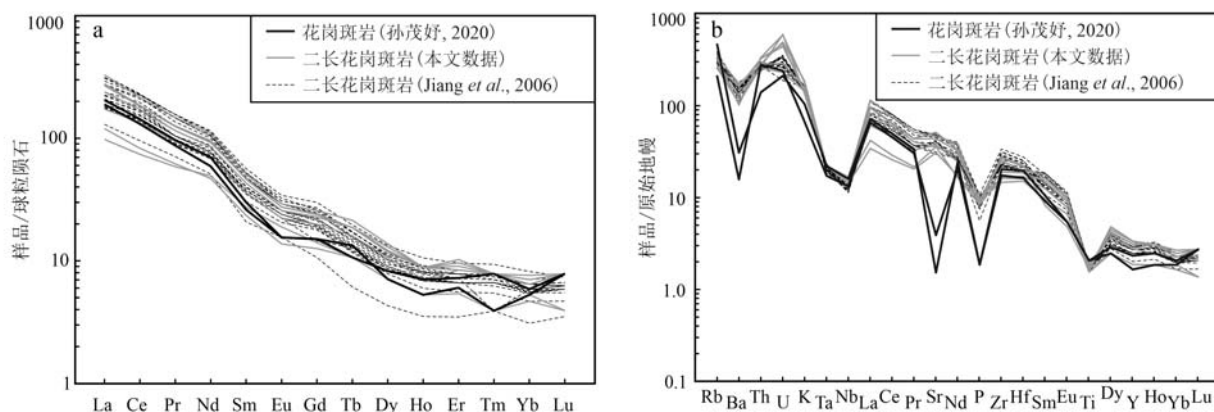 a
花岗斑岩(孙茂妤, 2020)
二长花岗斑岩(本文数据)
二长花岗斑岩(Jiang et al., 2006)
样品/球粒陨石
1000
100
10
1
La Ce Pr Nd Sm Eu Gd Tb Dy Ho Er Tm Yb Lu
b
花岗斑岩(孙茂妤, 2020)
二长花岗斑岩(本文数据)
二长花岗斑岩(Jiang et al., 2006)
样品/原始地幔
1000
100
10
1.0
0.1
Rb Ba Th U K Ta Nb La Ce Pr Sr Nd P Zr Hf Sm Eu Ti Dy Y Ho Yb Lu